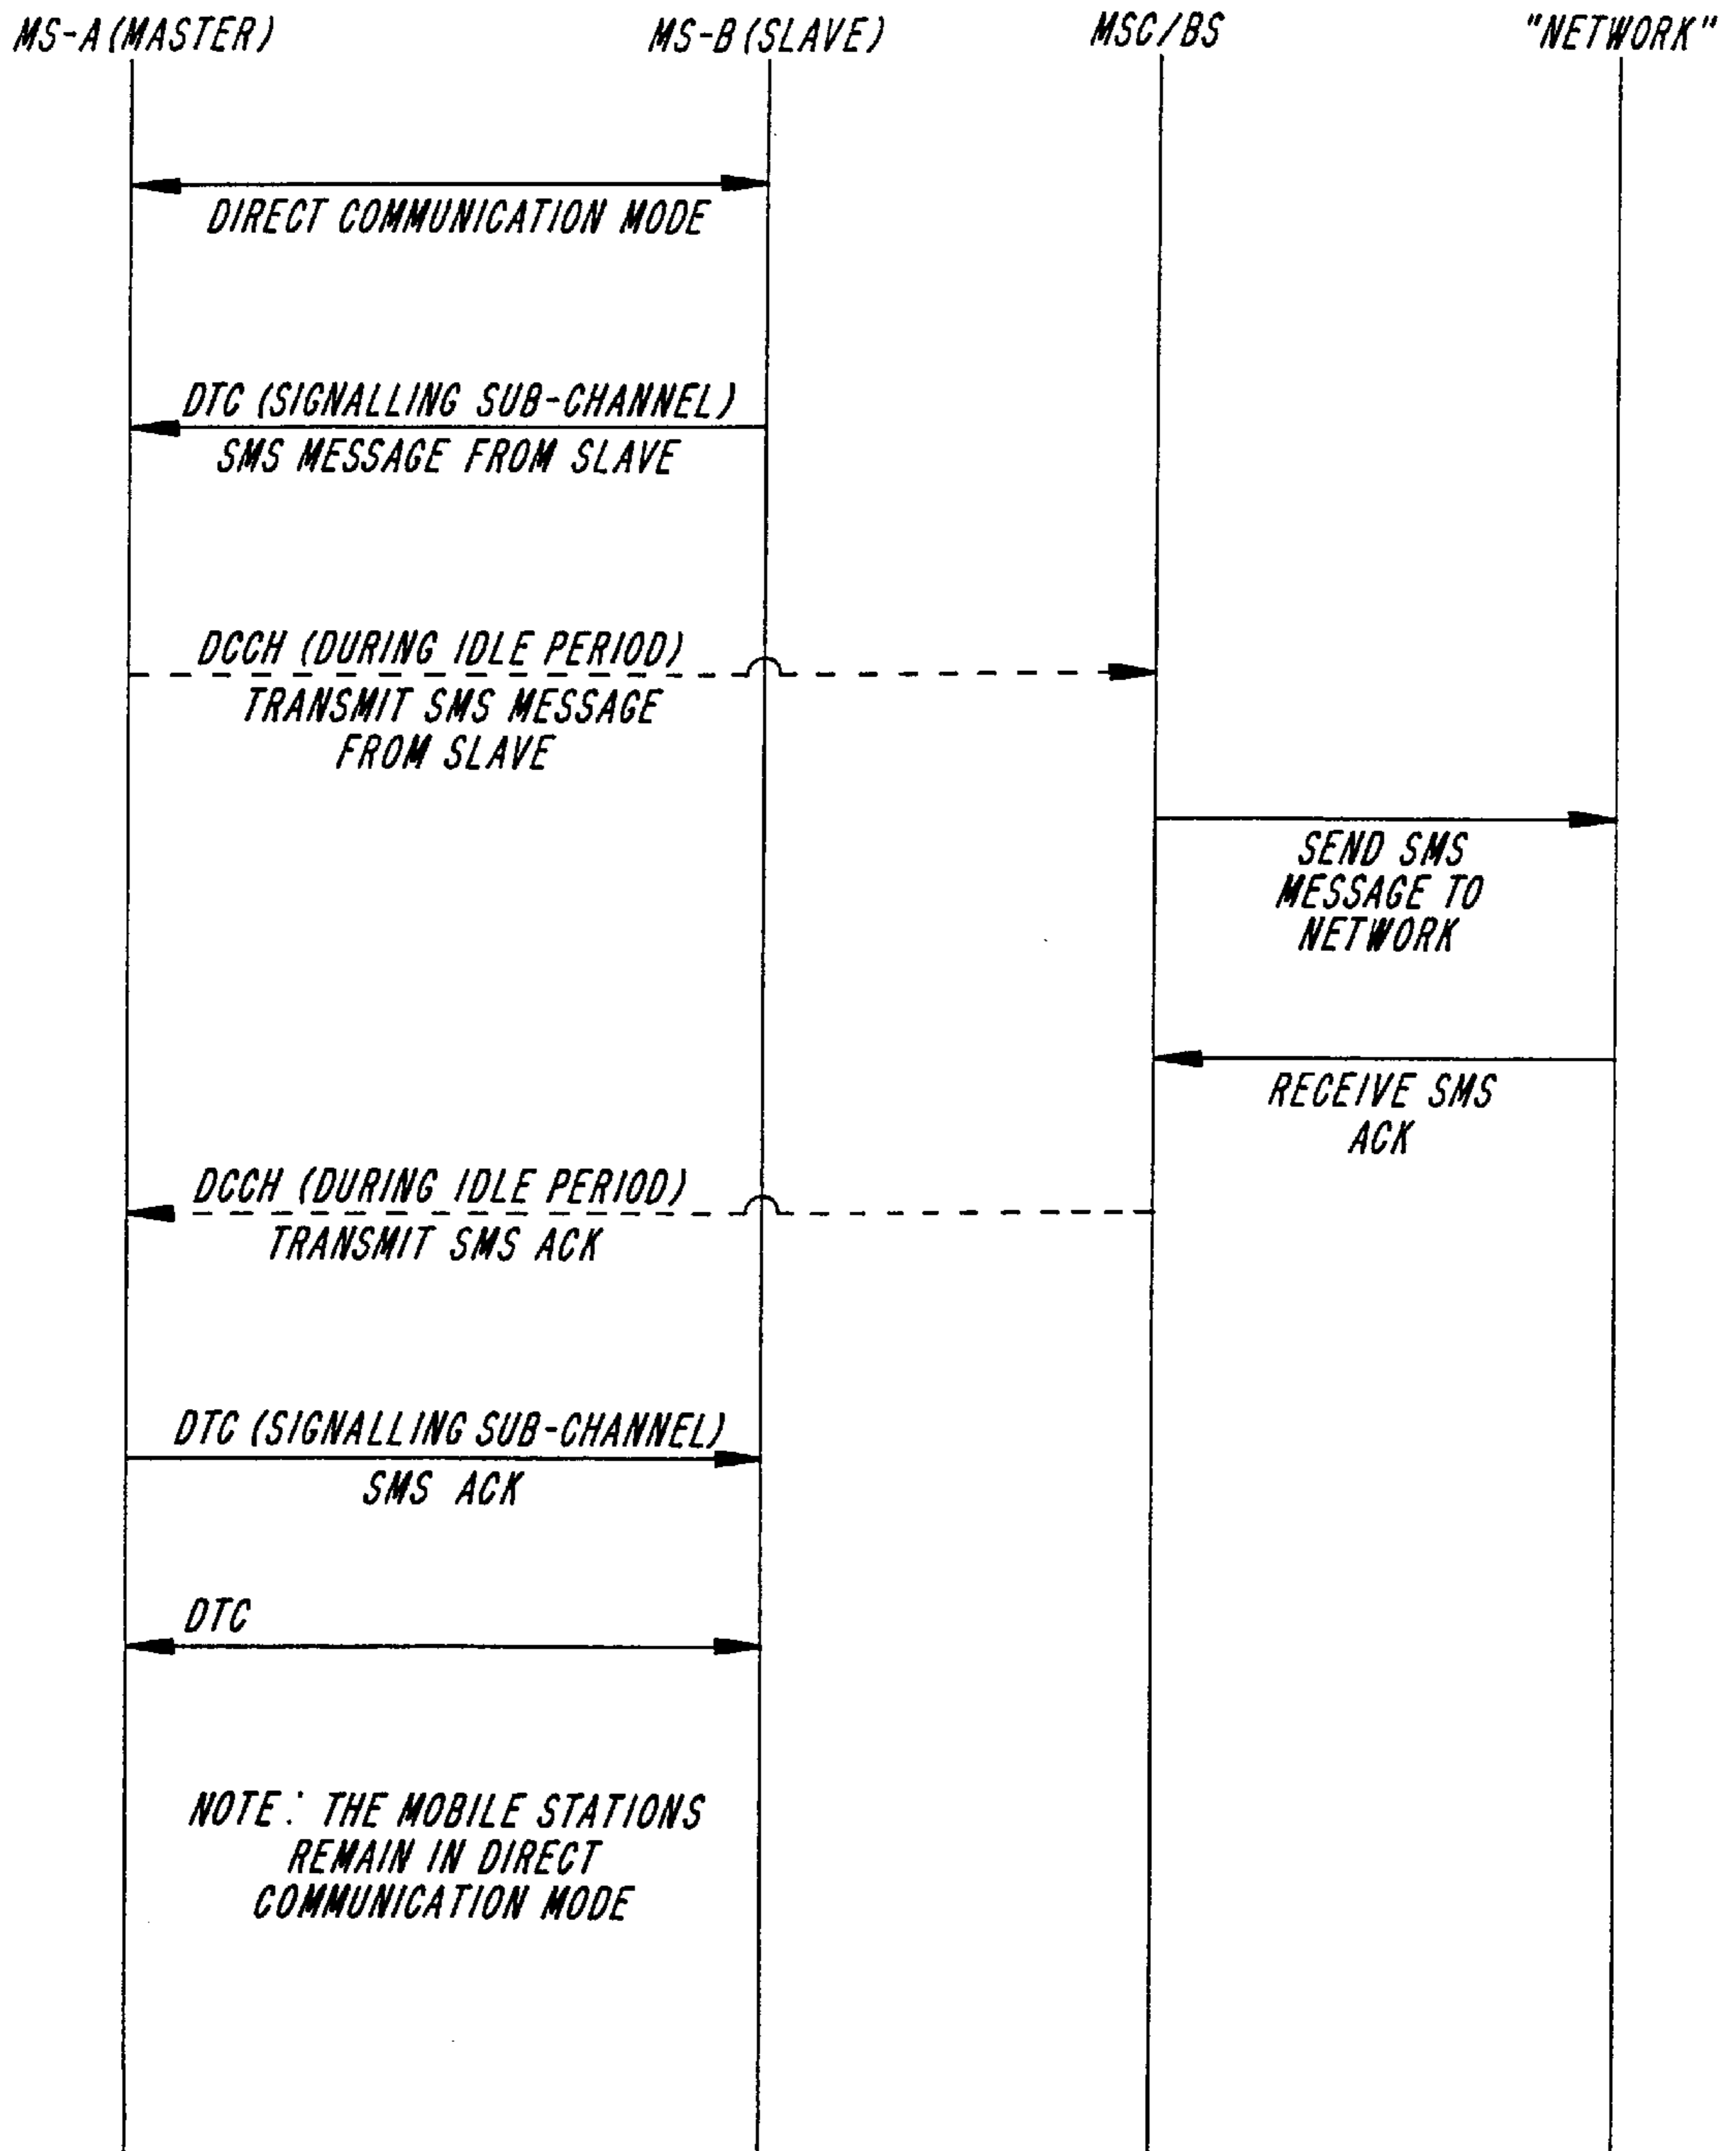 MS-A (MASTER) MS-B (SLAVE) MSC/BS "NETWORK"
DIRECT COMMUNICATION MODE
DTC (SIGNALLING SUB-CHANNEL)
SMS MESSAGE FROM SLAVE
DCCH (DURING IDLE PERIOD)
TRANSMIT SMS MESSAGE
FROM SLAVE
SEND SMS
MESSAGE TO
NETWORK
RECEIVE SMS
ACK
DCCH (DURING IDLE PERIOD)
TRANSMIT SMS ACK
DTC (SIGNALLING SUB-CHANNEL)
SMS ACK
DTC
NOTE: THE MOBILE STATIONS
REMAIN IN DIRECT
COMMUNICATION MODE